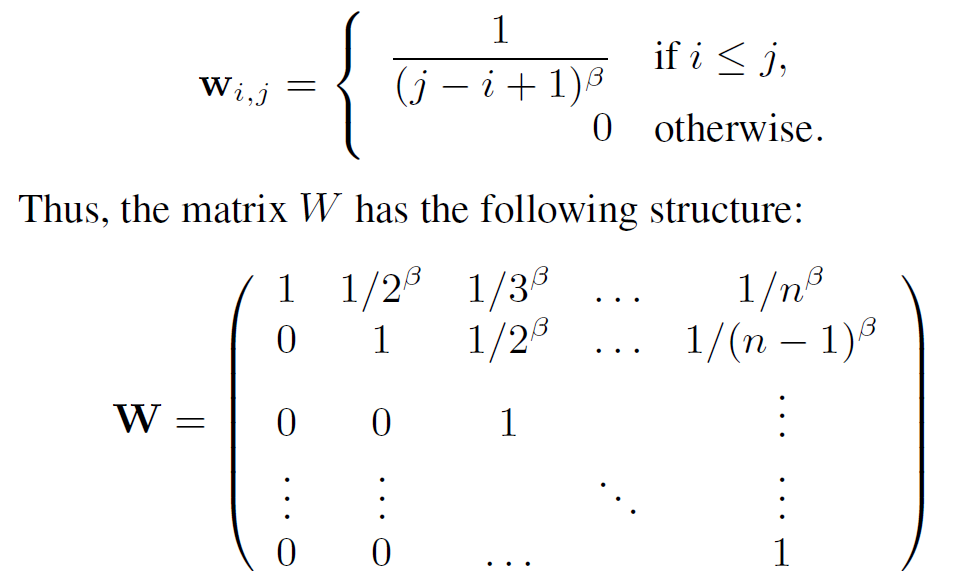 w_{i,j} = { 1/(j − i + 1)^β if i ≤ j,
0 otherwise.
Thus, the matrix W has the following structure:
1 1/2^β 1/3^β … 1/n^β
0 1 1/2^β … 1/(n − 1)^β
W = 0 0 1 ⋮
⋮ ⋮ ⋱ ⋮
0 0 … 1